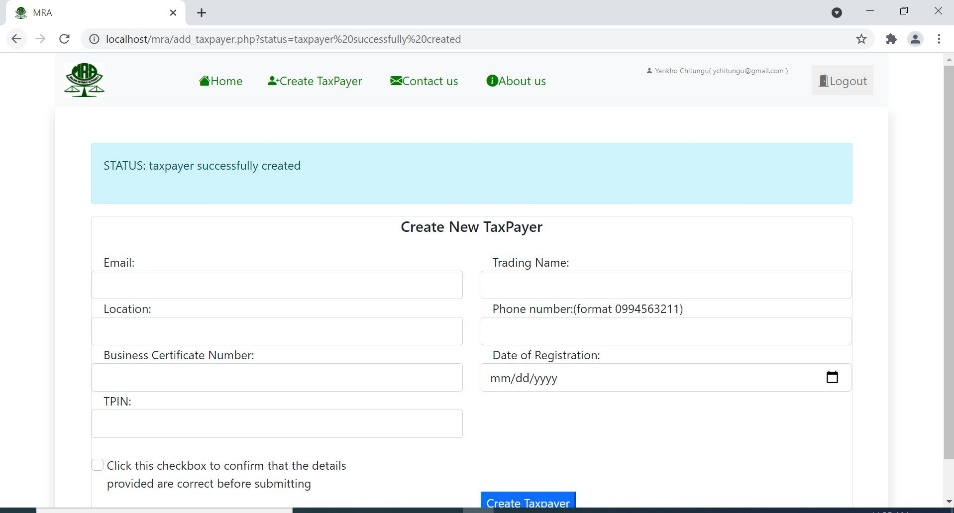 MRA
localhost/mra/add_taxpayer.php?status=taxpayer%20successfully%20created
MRA
Home
Create TaxPayer
Contact us
About us
Yankho Chitungu( ychitungu@gmail.com )
Logout
STATUS: taxpayer successfully created
Create New TaxPayer
Email:
Trading Name:
Location:
Phone number:(format 0994563211)
Business Certificate Number:
Date of Registration:
mm/dd/yyyy
TPIN:
Click this checkbox to confirm that the details
provided are correct before submitting
Create Taxpayer